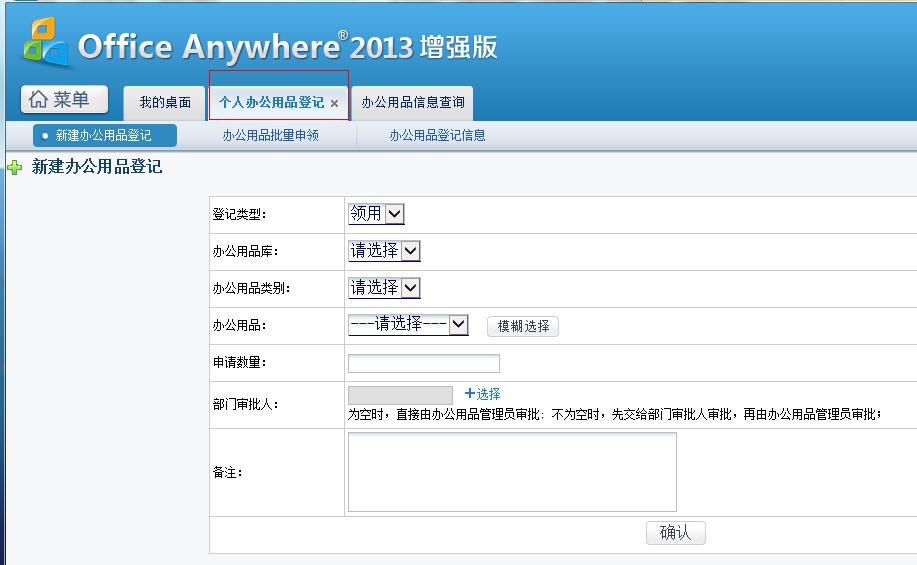 Office Anywhere® 2013 增强版
菜单
我的桌面
个人办公用品登记 ×
办公用品信息查询
新建办公用品登记
办公用品批量申领
办公用品登记信息
新建办公用品登记
登记类型： 领用
办公用品库： 请选择
办公用品类别： 请选择
办公用品： ---请选择--- 模糊选择
申请数量：
部门审批人： +选择
为空时，直接由办公用品管理员审批；不为空时，先交给部门审批人审批，再由办公用品管理员审批；
备注：
确认